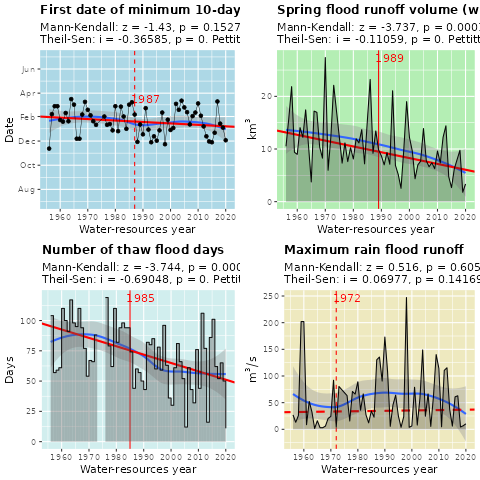 First date of minimum 10-day
Mann-Kendall: z = -1.43, p = 0.1527
Theil-Sen: i = -0.36585, p = 0. Pettit
1987
Jun
Apr
Feb
Dec
Oct
Aug
Date
1960 1970 1980 1990 2000 2010 2020
Water-resources year
Spring flood runoff volume (w
Mann-Kendall: z = -3.737, p = 0.000
Theil-Sen: i = -0.11059, p = 0. Pettit
1989
20
10
0
km³
1960 1970 1980 1990 2000 2010 2020
Water-resources year
Number of thaw flood days
Mann-Kendall: z = -3.744, p = 0.000
Theil-Sen: i = -0.69048, p = 0. Pettit
1985
100
75
50
25
0
Days
1960 1970 1980 1990 2000 2010 2020
Water-resources year
Maximum rain flood runoff
Mann-Kendall: z = 0.516, p = 0.605
Theil-Sen: i = 0.06977, p = 0.14169
1972
250
200
150
100
50
0
m³/s
1960 1970 1980 1990 2000 2010 2020
Water-resources year